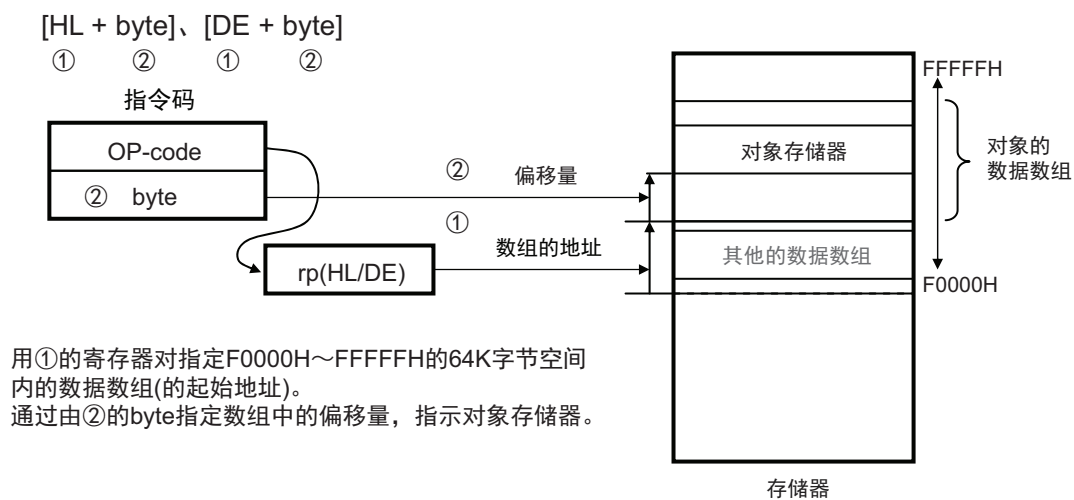 [HL + byte]、[DE + byte]
① ② ① ②
指令码
OP-code
② byte
② 偏移量
① 数组的地址
rp(HL/DE)
FFFFFH
对象存储器
对象的
数据数组
其他的数据数组
F0000H
用①的寄存器对指定F0000H～FFFFFH的64K字节空间
内的数据数组(的起始地址)。
通过由②的byte指定数组中的偏移量，指示对象存储器。
存储器